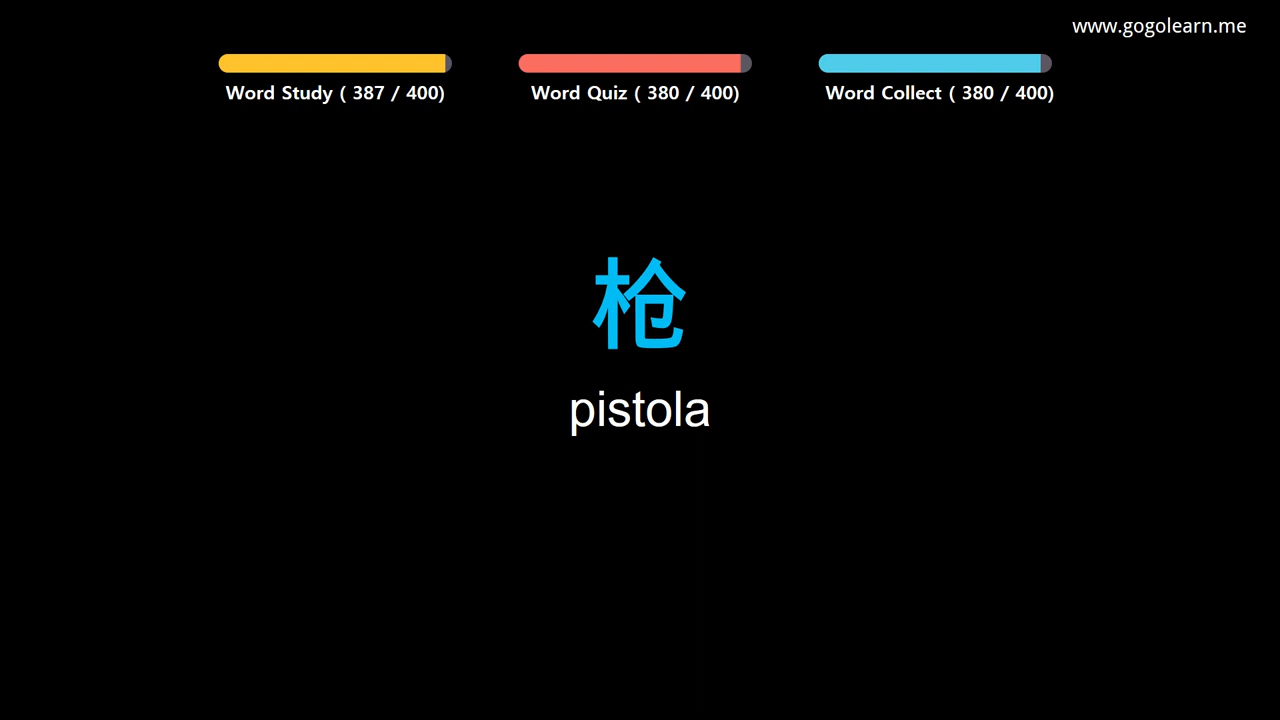 www.gogolearn.me
Word Study ( 387 / 400)
Word Quiz ( 380 / 400)
Word Collect ( 380 / 400)
枪
pistola